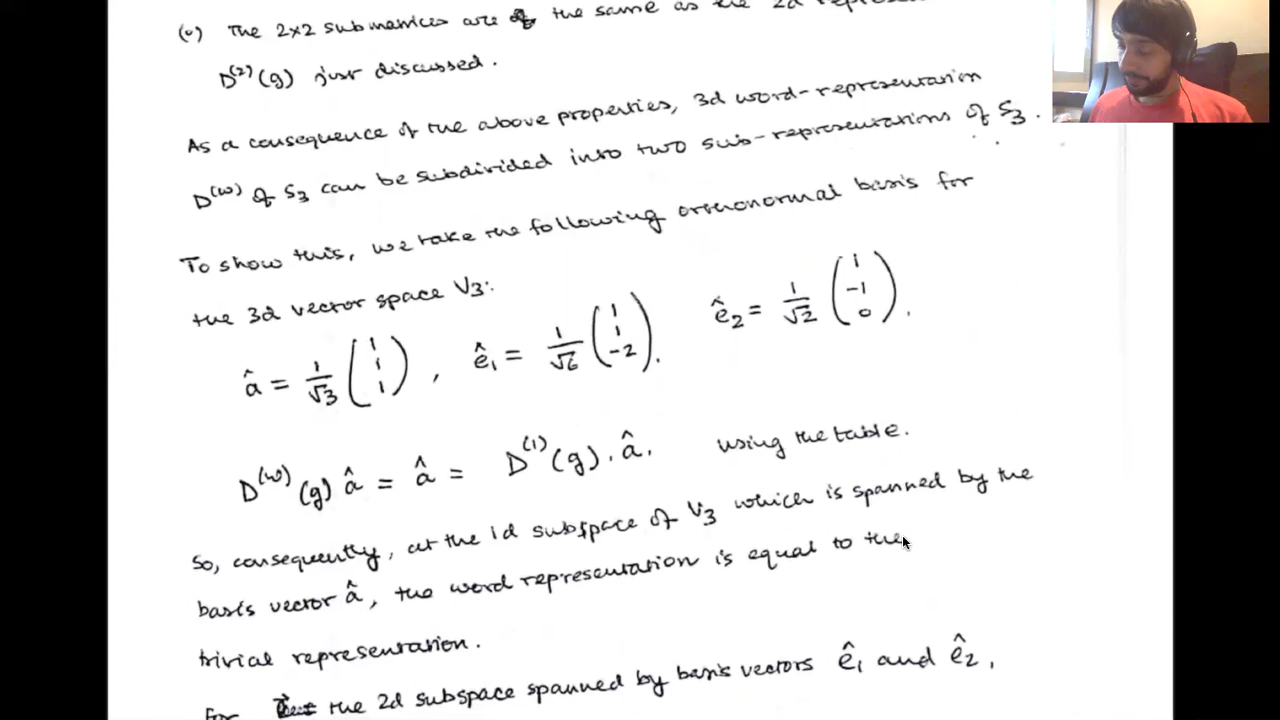 (o) The 2x2 submatrices are the same as the 2d
D^(2)(g) just discussed.
As a consequence of the above properties, 3d word-representation
D^(W) of S3 can be subdivided into two sub-representations of S3.
To show this, we take the following orthonormal basis for
the 3d vector space V3:
â = 1/√3 (1 1 1), ê1 = 1/√6 (1 1 -2). ê2 = 1/√2 (1 -1 0).
D^(W)(g) â = â = D^(1)(g). â. using the table.
So, consequently, at the 1d subspace of V3 which is spanned by the
basis vector â, the word representation is equal to the
trivial representation.
For the 2d subspace spanned by basis vectors ê1 and ê2,